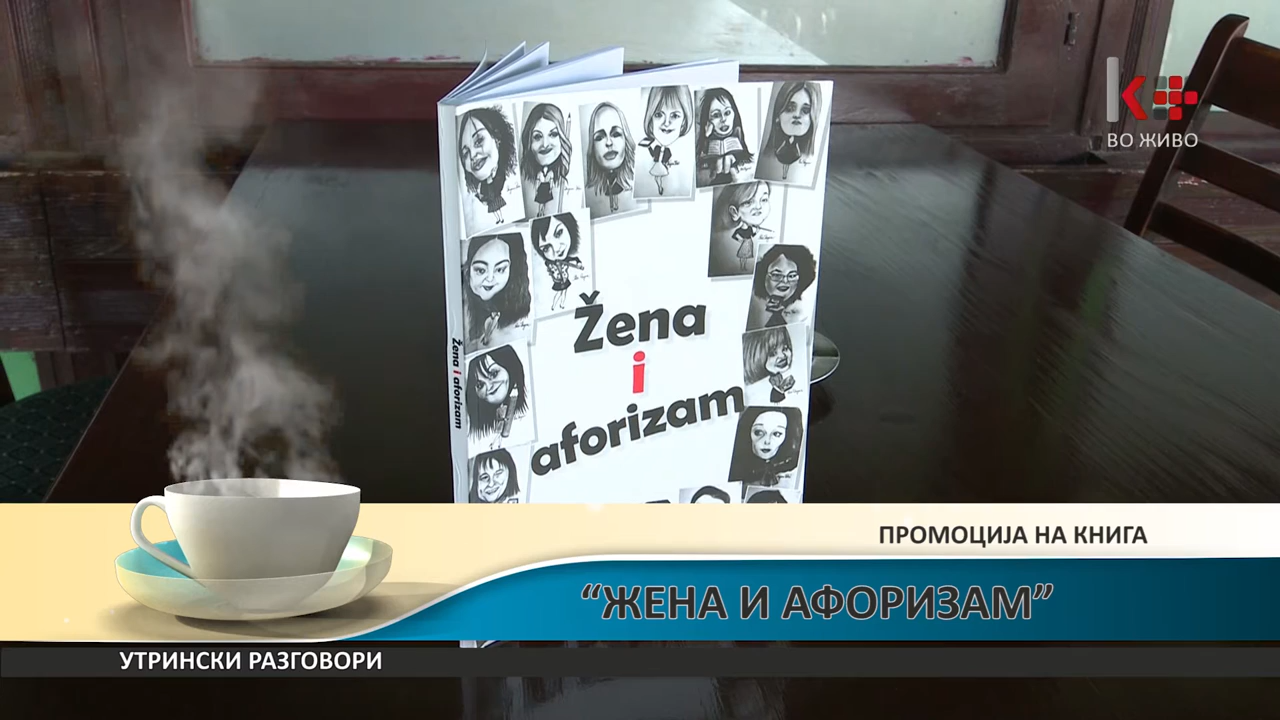 K
ВО ЖИВО
Žena
i
aforizam
Žena i aforizam
ПРОМОЦИЈА НА КНИГА
“ЖЕНА И АФОРИЗАМ”
УТРИНСКИ РАЗГОВОРИ